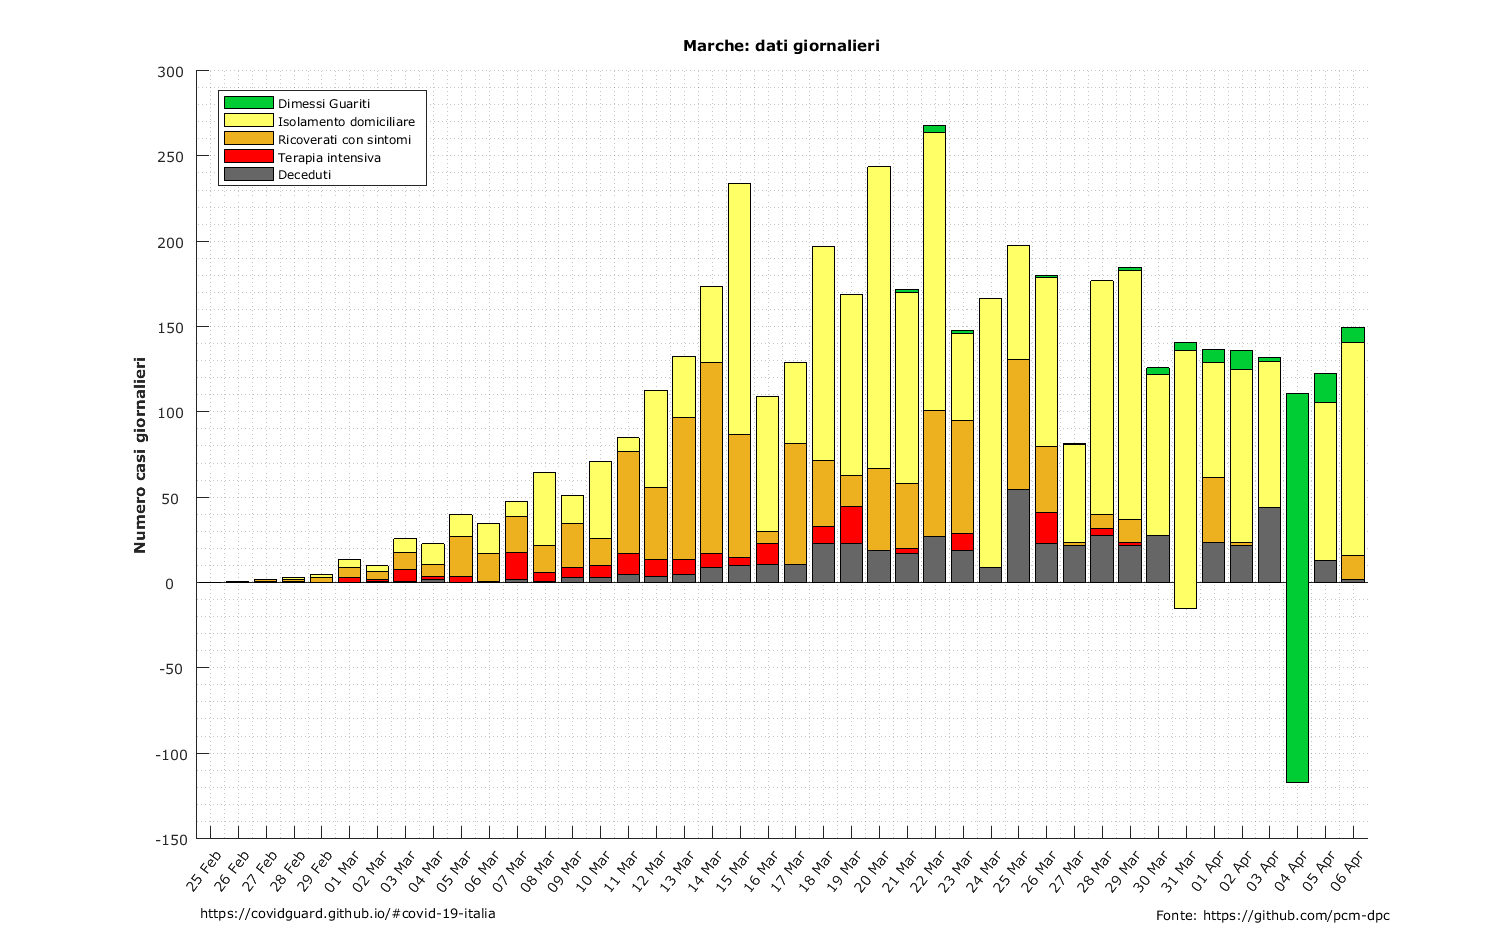 Marche: dati giornalieri
300
250
200
150
100
50
0
-50
-100
-150
Numero casi giornalieri
Dimessi Guariti
Isolamento domiciliare
Ricoverati con sintomi
Terapia intensiva
Deceduti
25 Feb
26 Feb
27 Feb
28 Feb
29 Feb
01 Mar
02 Mar
03 Mar
04 Mar
05 Mar
06 Mar
07 Mar
08 Mar
09 Mar
10 Mar
11 Mar
12 Mar
13 Mar
14 Mar
15 Mar
16 Mar
17 Mar
18 Mar
19 Mar
20 Mar
21 Mar
22 Mar
23 Mar
24 Mar
25 Mar
26 Mar
27 Mar
28 Mar
29 Mar
30 Mar
31 Mar
01 Apr
02 Apr
03 Apr
04 Apr
05 Apr
06 Apr
https://covidguard.github.io/#covid-19-italia
Fonte: https://github.com/pcm-dpc